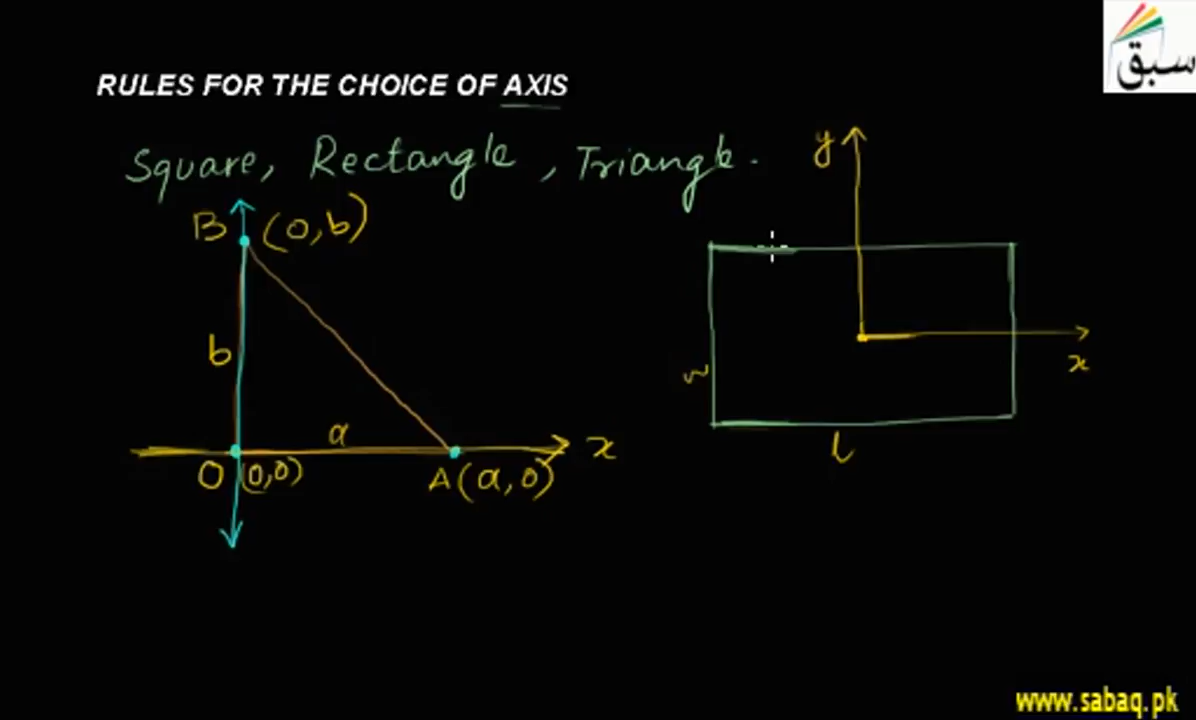 سبق
RULES FOR THE CHOICE OF AXIS
Square, Rectangle, Triangle.
y
B (0,b)
b
a
x
O (0,0)
A (a,0)
w
l
x
www.sabaq.pk